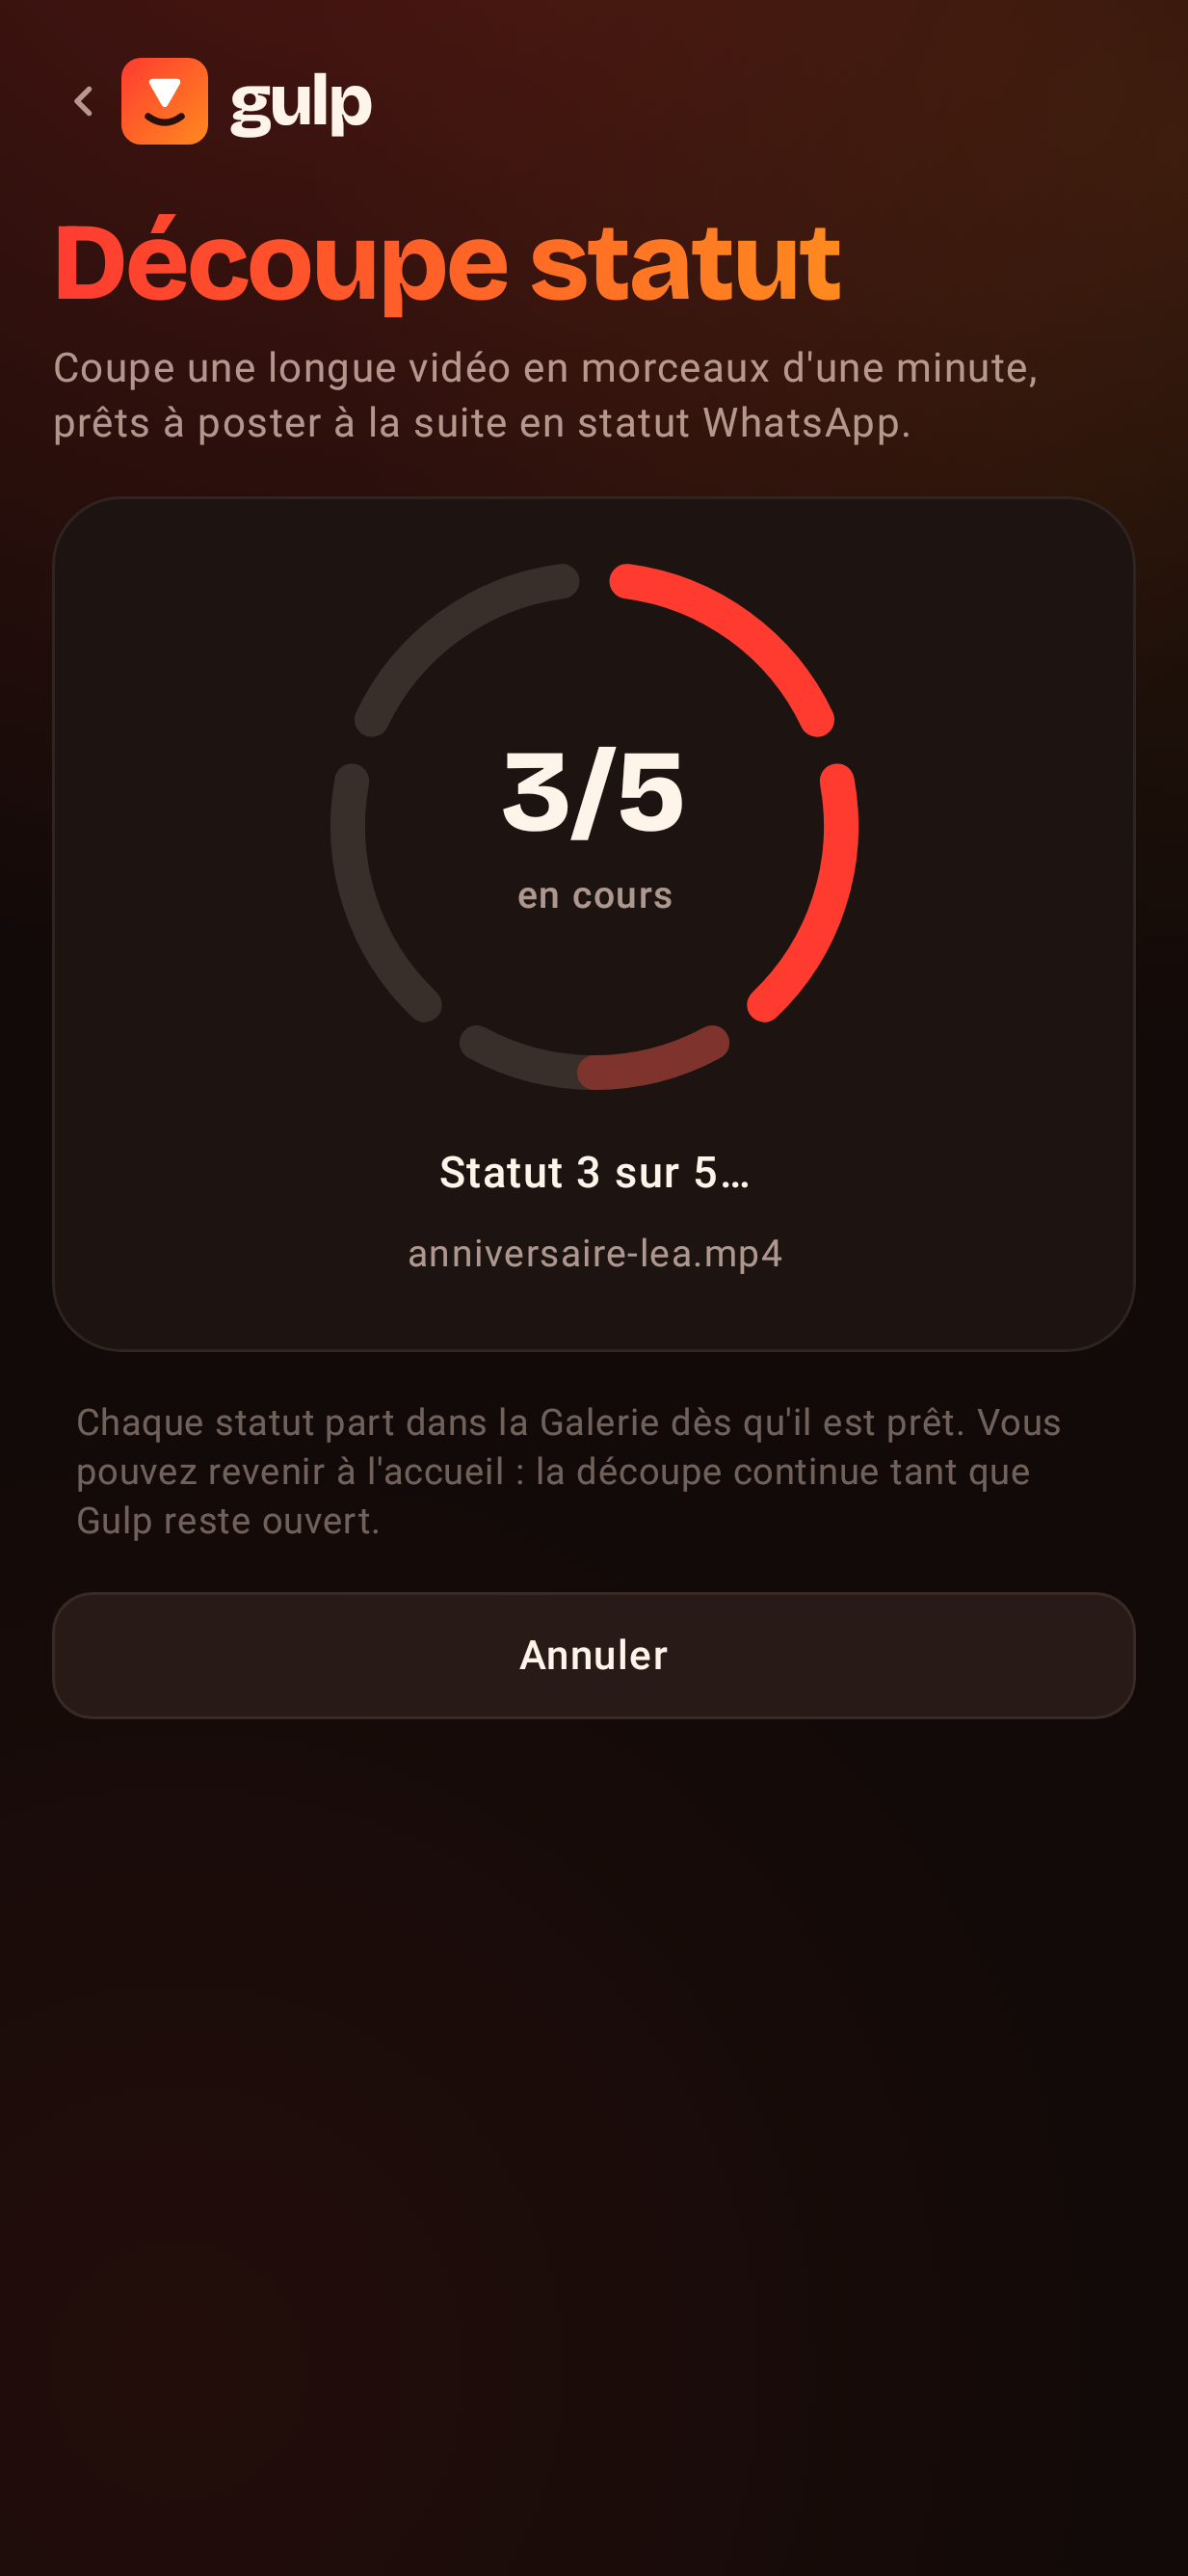 gulp
Découpe statut
Coupe une longue vidéo en morceaux d'une minute,
prêts à poster à la suite en statut WhatsApp.
3/5
en cours
Statut 3 sur 5…
anniversaire-lea.mp4
Chaque statut part dans la Galerie dès qu'il est prêt. Vous
pouvez revenir à l'accueil : la découpe continue tant que
Gulp reste ouvert.
Annuler